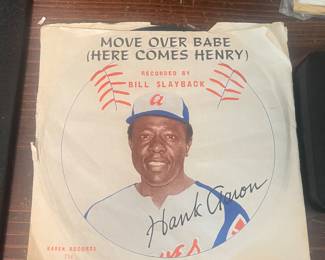 MOVE OVER BABE
(HERE COMES HENRY)
RECORDED BY
BILL SLAYBACK
a
Hank Aaron
KAREN RECORDS